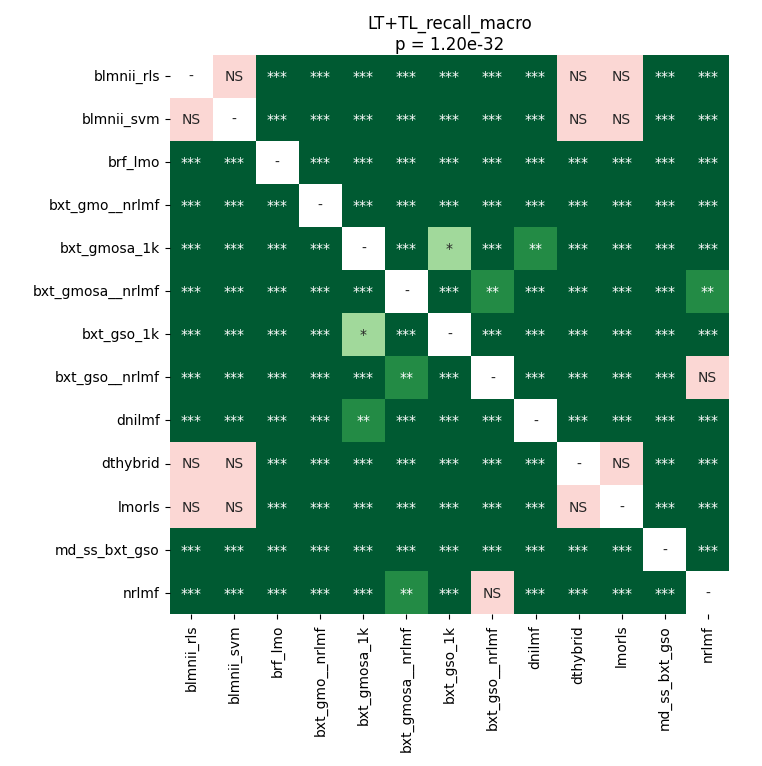 LT+TL_recall_macro
p = 1.20e-32
blmnii_rls - NS *** *** *** *** *** *** *** NS NS *** ***
blmnii_svm NS - *** *** *** *** *** *** *** NS NS *** ***
brf_lmo *** *** - *** *** *** *** *** *** *** *** *** ***
bxt_gmo__nrlmf *** *** *** - *** *** *** *** *** *** *** *** ***
bxt_gmosa_1k *** *** *** *** - *** * *** ** *** *** *** ***
bxt_gmosa__nrlmf *** *** *** *** *** - *** ** *** *** *** *** **
bxt_gso_1k *** *** *** *** * *** - *** *** *** *** *** ***
bxt_gso__nrlmf *** *** *** *** *** ** *** - *** *** *** *** NS
dnilmf *** *** *** *** ** *** *** *** - *** *** *** ***
dthybrid NS NS *** *** *** *** *** *** *** - NS *** ***
lmorls NS NS *** *** *** *** *** *** *** NS - *** ***
md_ss_bxt_gso *** *** *** *** *** *** *** *** *** *** *** - ***
nrlmf *** *** *** *** *** ** *** NS *** *** *** *** -
blmnii_rls
blmnii_svm
brf_lmo
bxt_gmo__nrlmf
bxt_gmosa_1k
bxt_gmosa__nrlmf
bxt_gso_1k
bxt_gso__nrlmf
dnilmf
dthybrid
lmorls
md_ss_bxt_gso
nrlmf